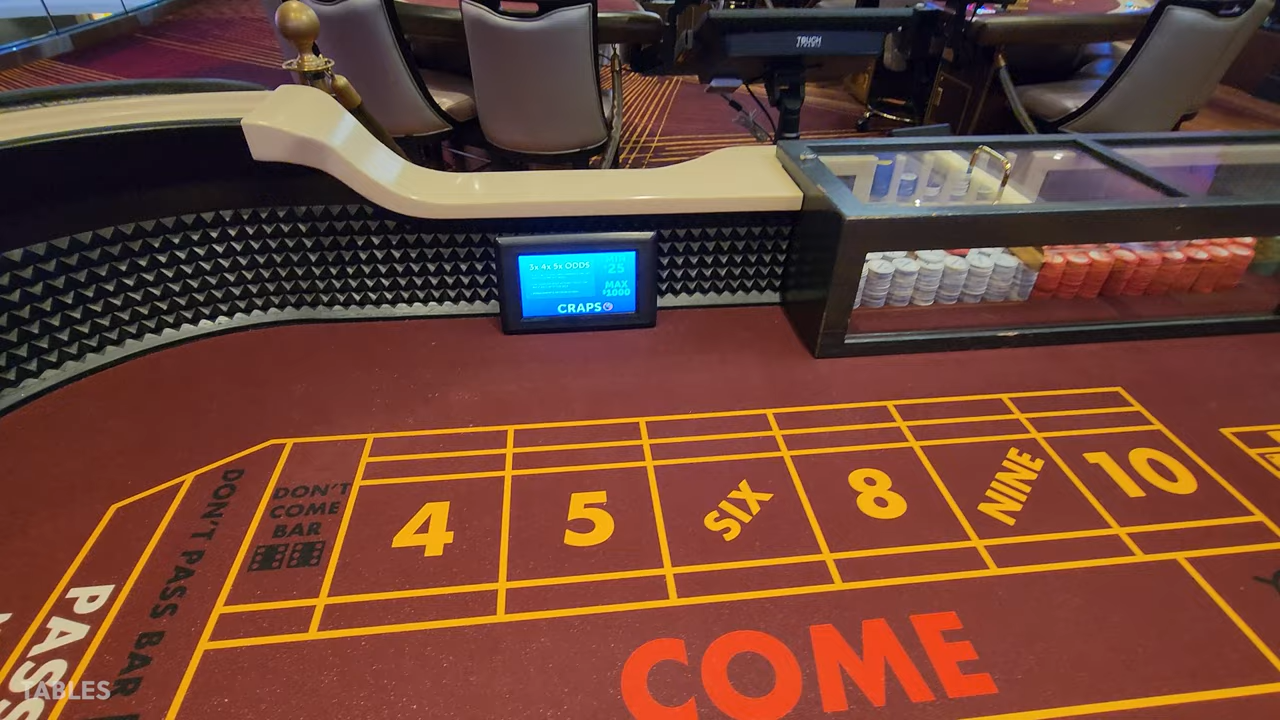 TOUCH
3x 4x 5x ODDS
MIN
$25
MAX
$1000
CRAPS
DON'T
COME
BAR
4
5
SIX
8
NINE
10
DON'T PASS BAR
PASS
COME
TABLES